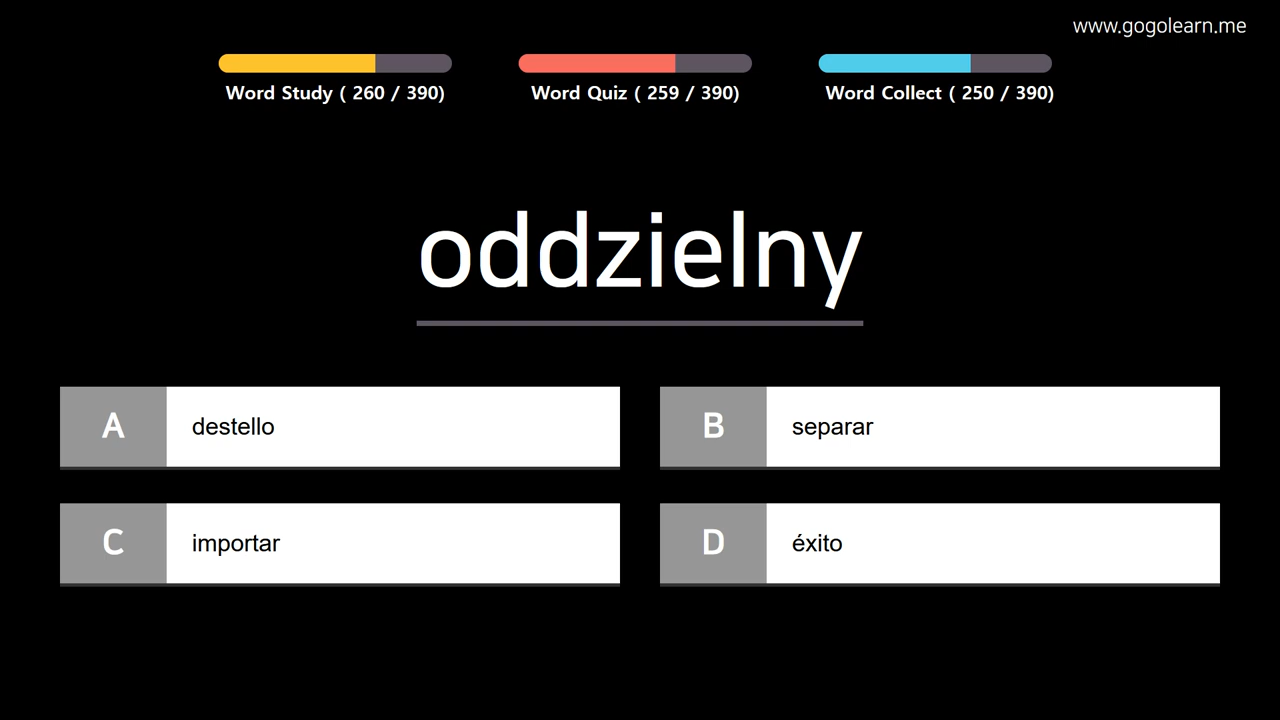 www.gogolearn.me
Word Study ( 260 / 390)
Word Quiz ( 259 / 390)
Word Collect ( 250 / 390)
oddzielny
A
destello
B
separar
C
importar
D
éxito